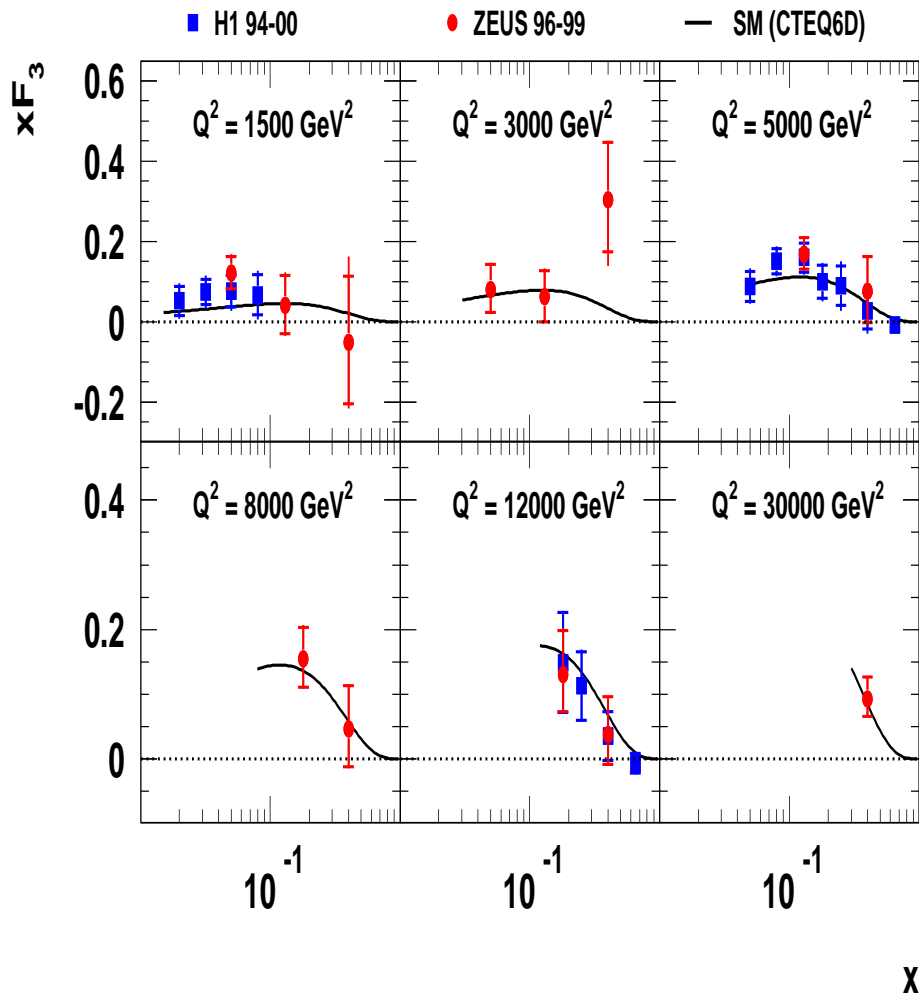 H1 94-00 ZEUS 96-99 SM (CTEQ6D)
xF₃
Q² = 1500 GeV² Q² = 3000 GeV² Q² = 5000 GeV²
0.6
0.4
0.2
0
-0.2
Q² = 8000 GeV² Q² = 12000 GeV² Q² = 30000 GeV²
0.4
0.2
0
10⁻¹ 10⁻¹ 10⁻¹
x